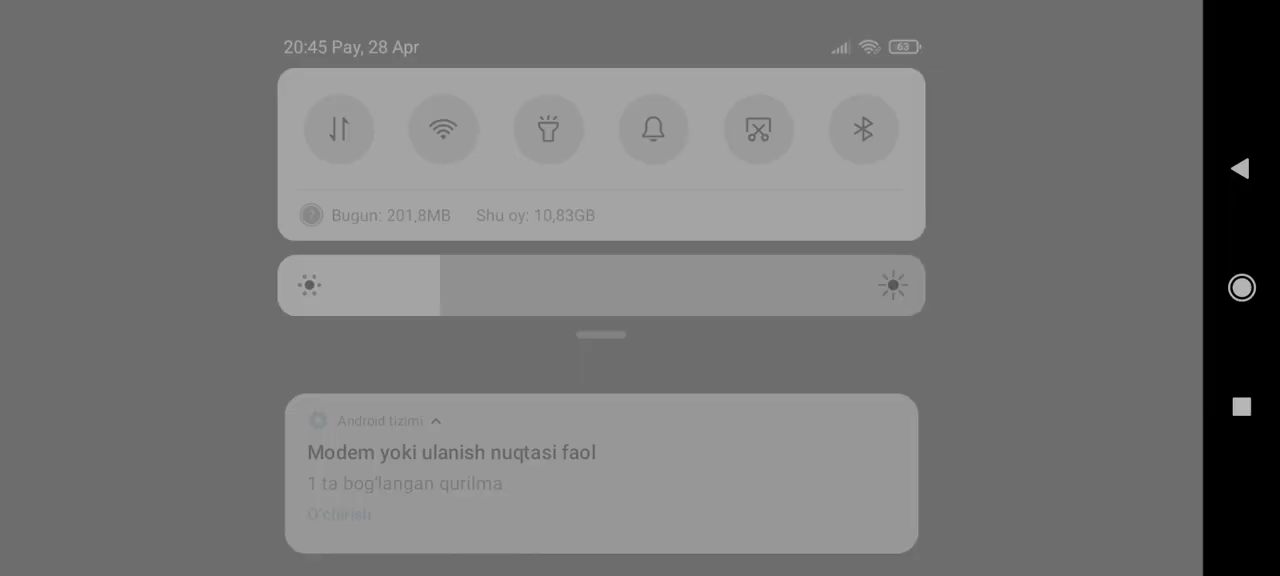 20:45 Pay, 28 Apr
63
Bugun: 201,8MB Shu oy: 10,83GB
Android tizimi
Modem yoki ulanish nuqtasi faol
1 ta bog‘langan qurilma
O‘chirish